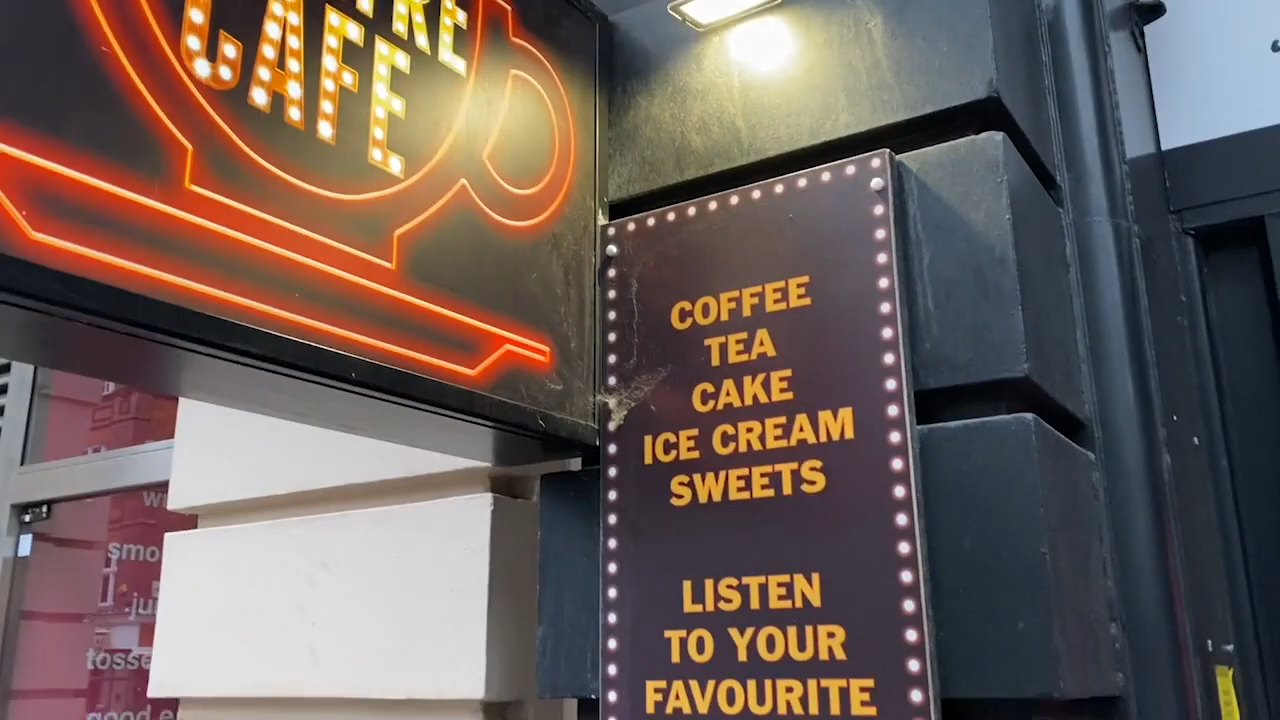 CAFE
COFFEE
TEA
CAKE
ICE CREAM
SWEETS
LISTEN
TO YOUR
FAVOURITE